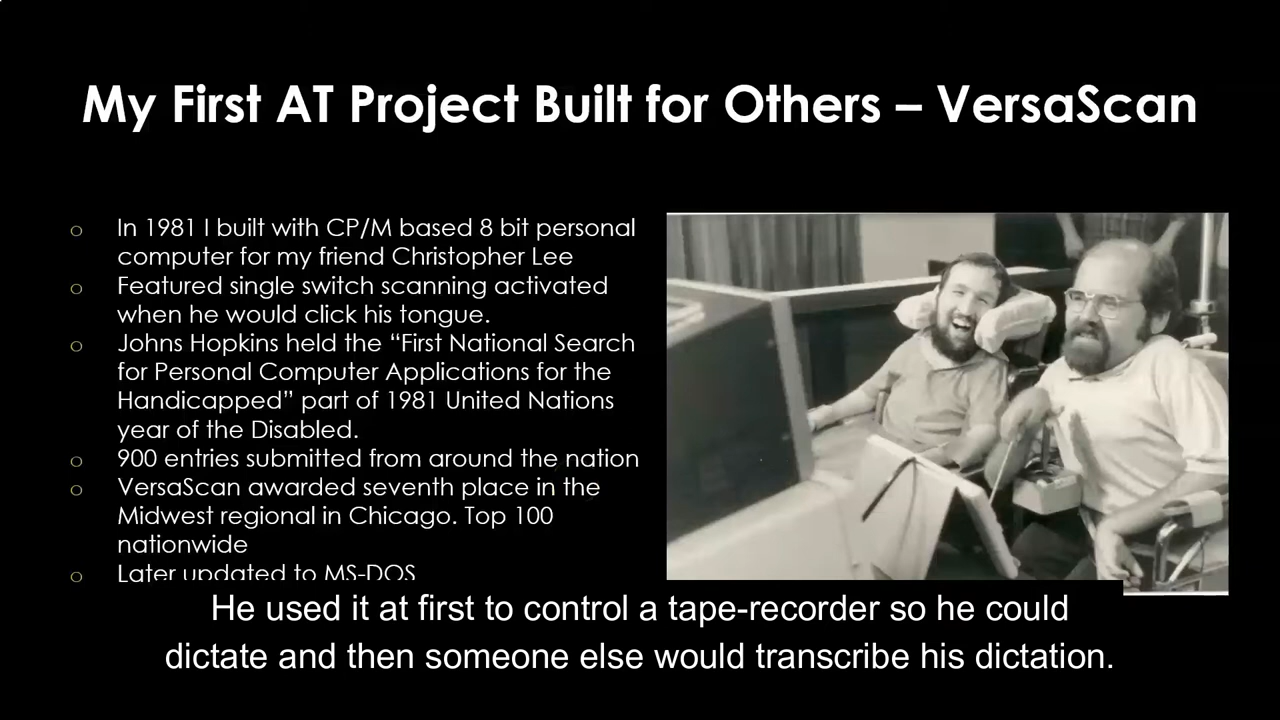 My First AT Project Built for Others – VersaScan
o In 1981 I built with CP/M based 8 bit personal
computer for my friend Christopher Lee
o Featured single switch scanning activated
when he would click his tongue.
o Johns Hopkins held the “First National Search
for Personal Computer Applications for the
Handicapped” part of 1981 United Nations
year of the Disabled.
o 900 entries submitted from around the nation
o VersaScan awarded seventh place in the
Midwest regional in Chicago. Top 100
nationwide
o Later updated to MS-DOS
He used it at first to control a tape-recorder so he could
dictate and then someone else would transcribe his dictation.